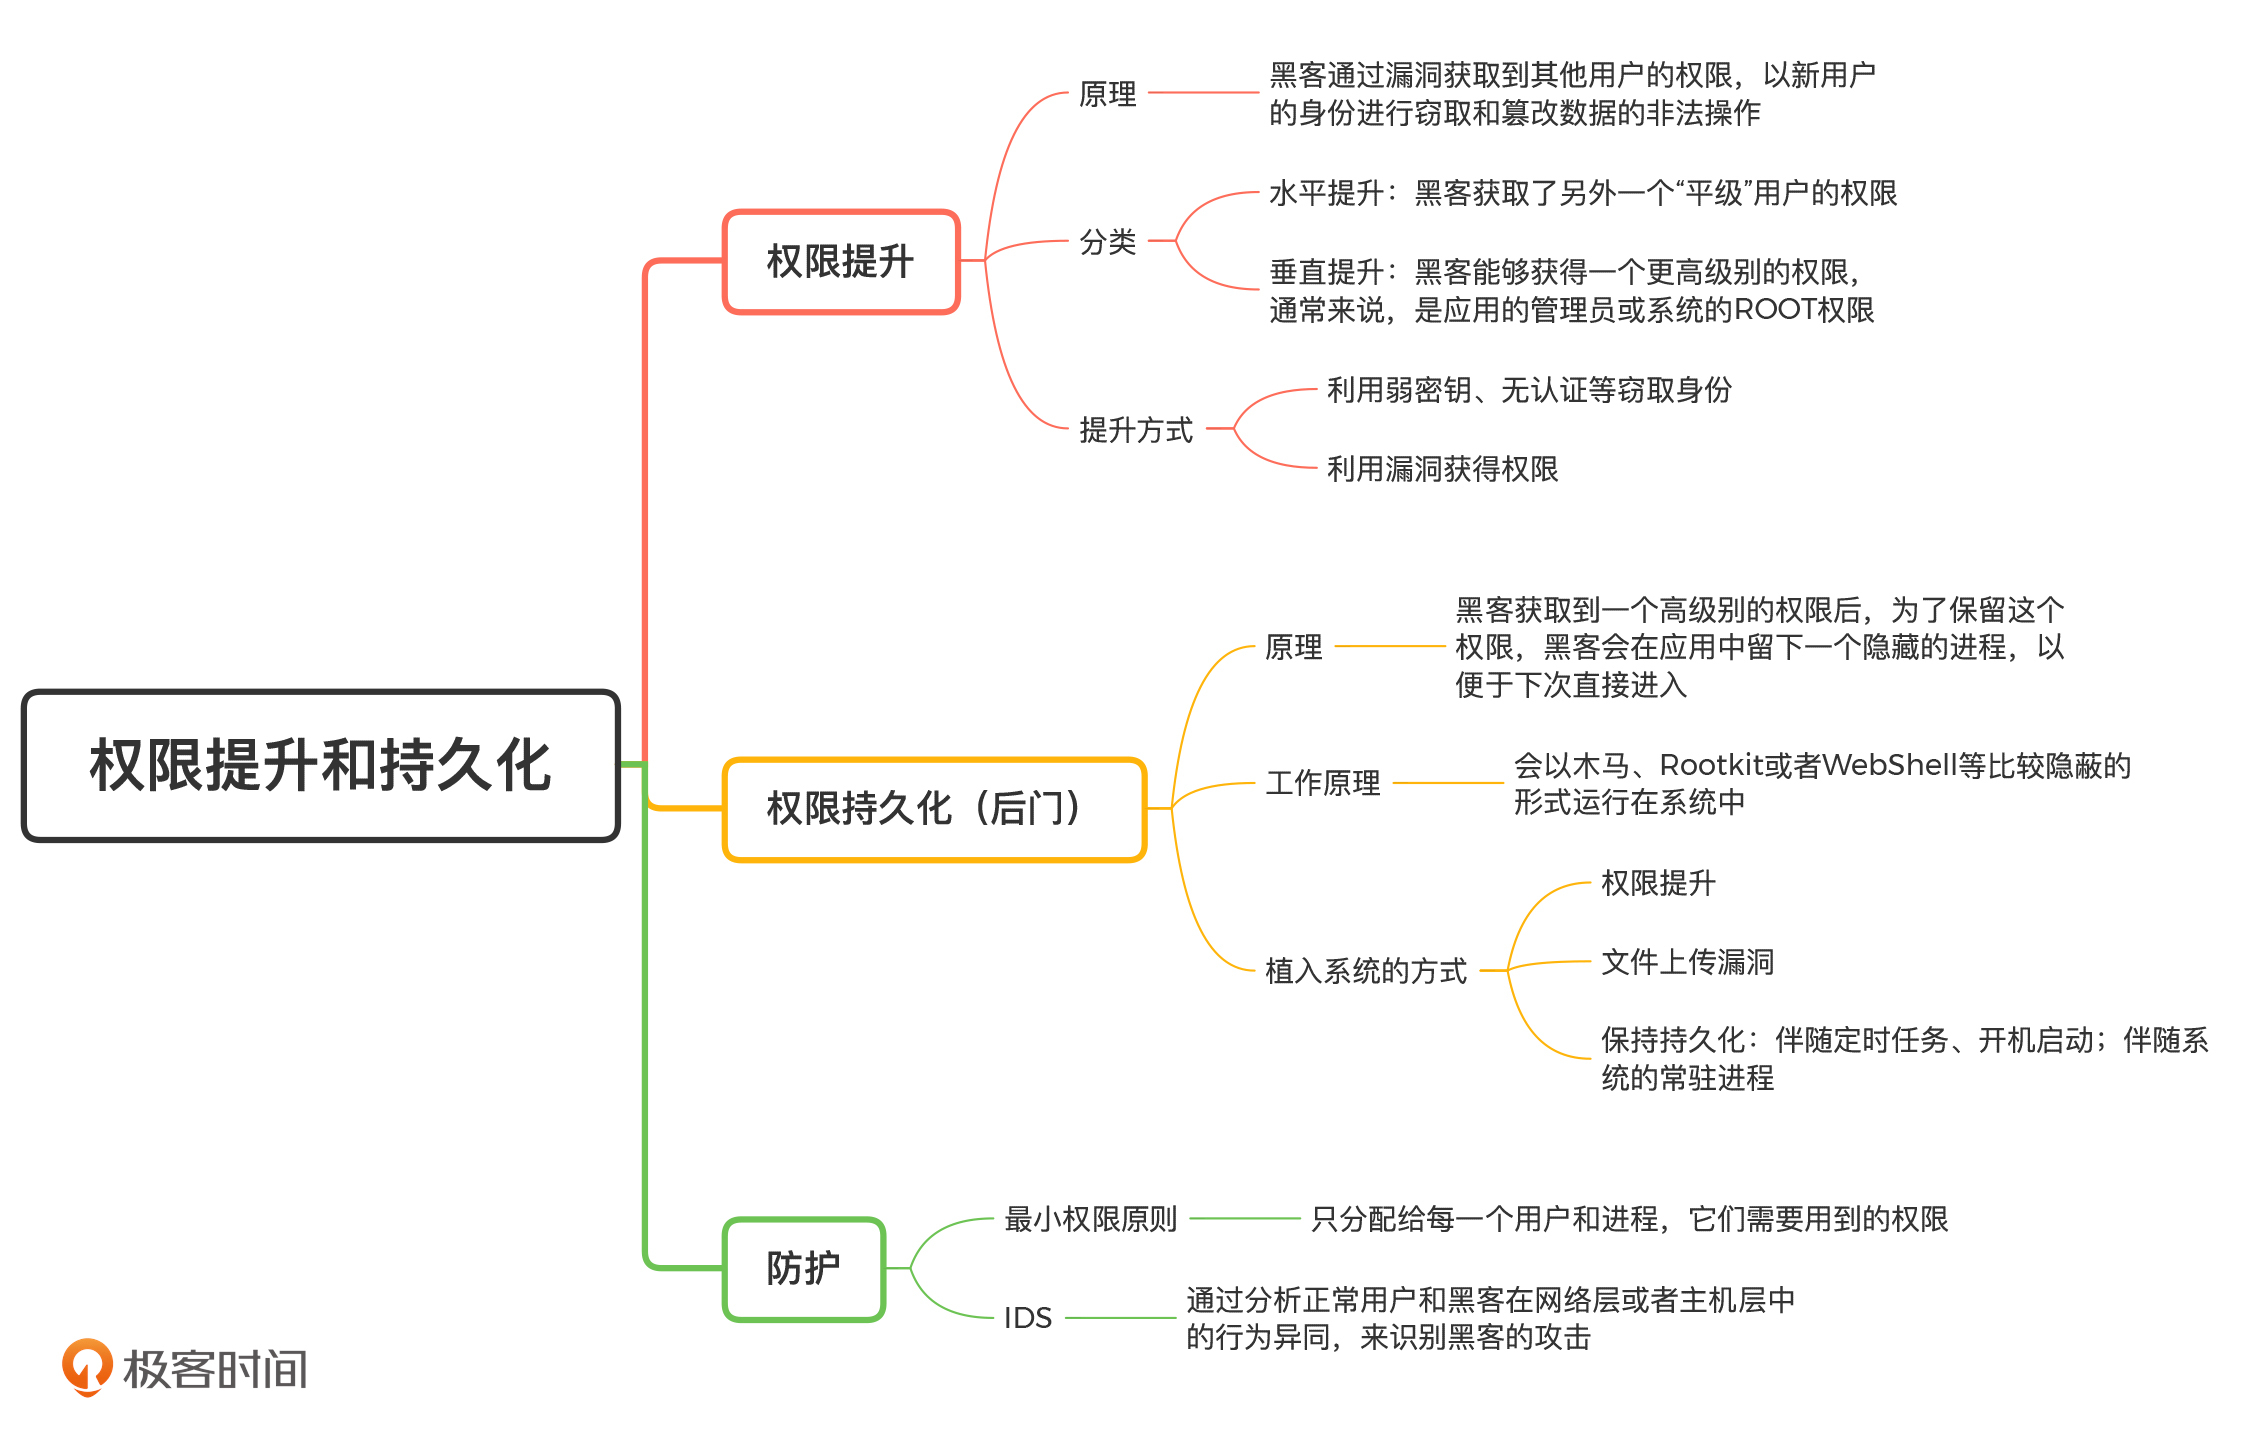 权限提升和持久化
权限提升
原理
黑客通过漏洞获取到其他用户的权限，以新用户
的身份进行窃取和篡改数据的非法操作
分类
水平提升：黑客获取了另外一个“平级”用户的权限
垂直提升：黑客能够获得一个更高级别的权限，
通常来说，是应用的管理员或系统的ROOT权限
提升方式
利用弱密钥、无认证等窃取身份
利用漏洞获得权限
权限持久化（后门）
原理
黑客获取到一个高级别的权限后，为了保留这个
权限，黑客会在应用中留下一个隐藏的进程，以
便于下次直接进入
工作原理
会以木马、Rootkit或者WebShell等比较隐蔽的
形式运行在系统中
植入系统的方式
权限提升
文件上传漏洞
保持持久化：伴随定时任务、开机启动；伴随系
统的常驻进程
防护
最小权限原则
只分配给每一个用户和进程，它们需要用到的权限
IDS
通过分析正常用户和黑客在网络层或者主机层中
的行为异同，来识别黑客的攻击
极客时间